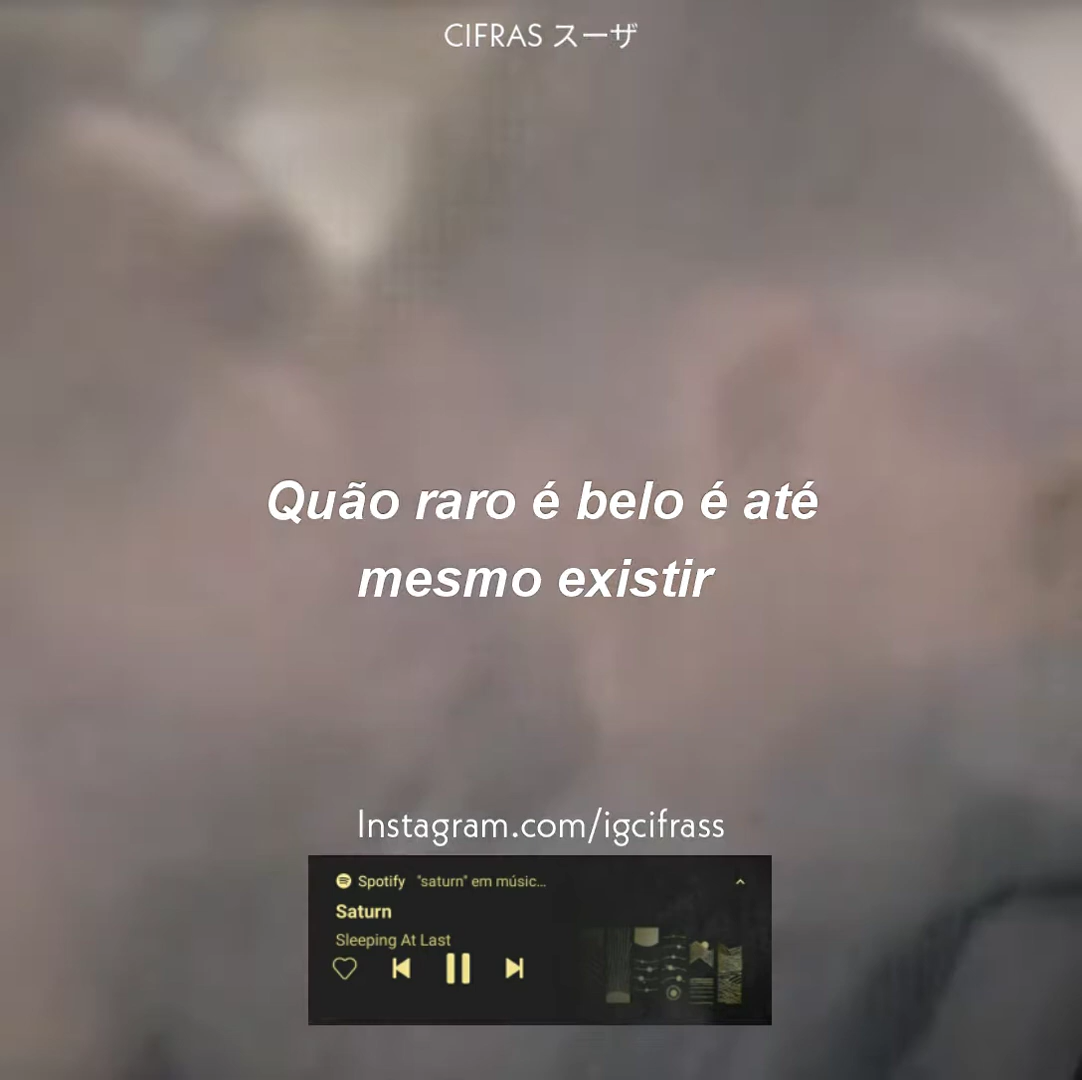 CIFRAS スーザ
Quão raro é belo é até
mesmo existir
Instagram.com/igcifrass
Spotify "saturn" em músic...
Saturn
Sleeping At Last